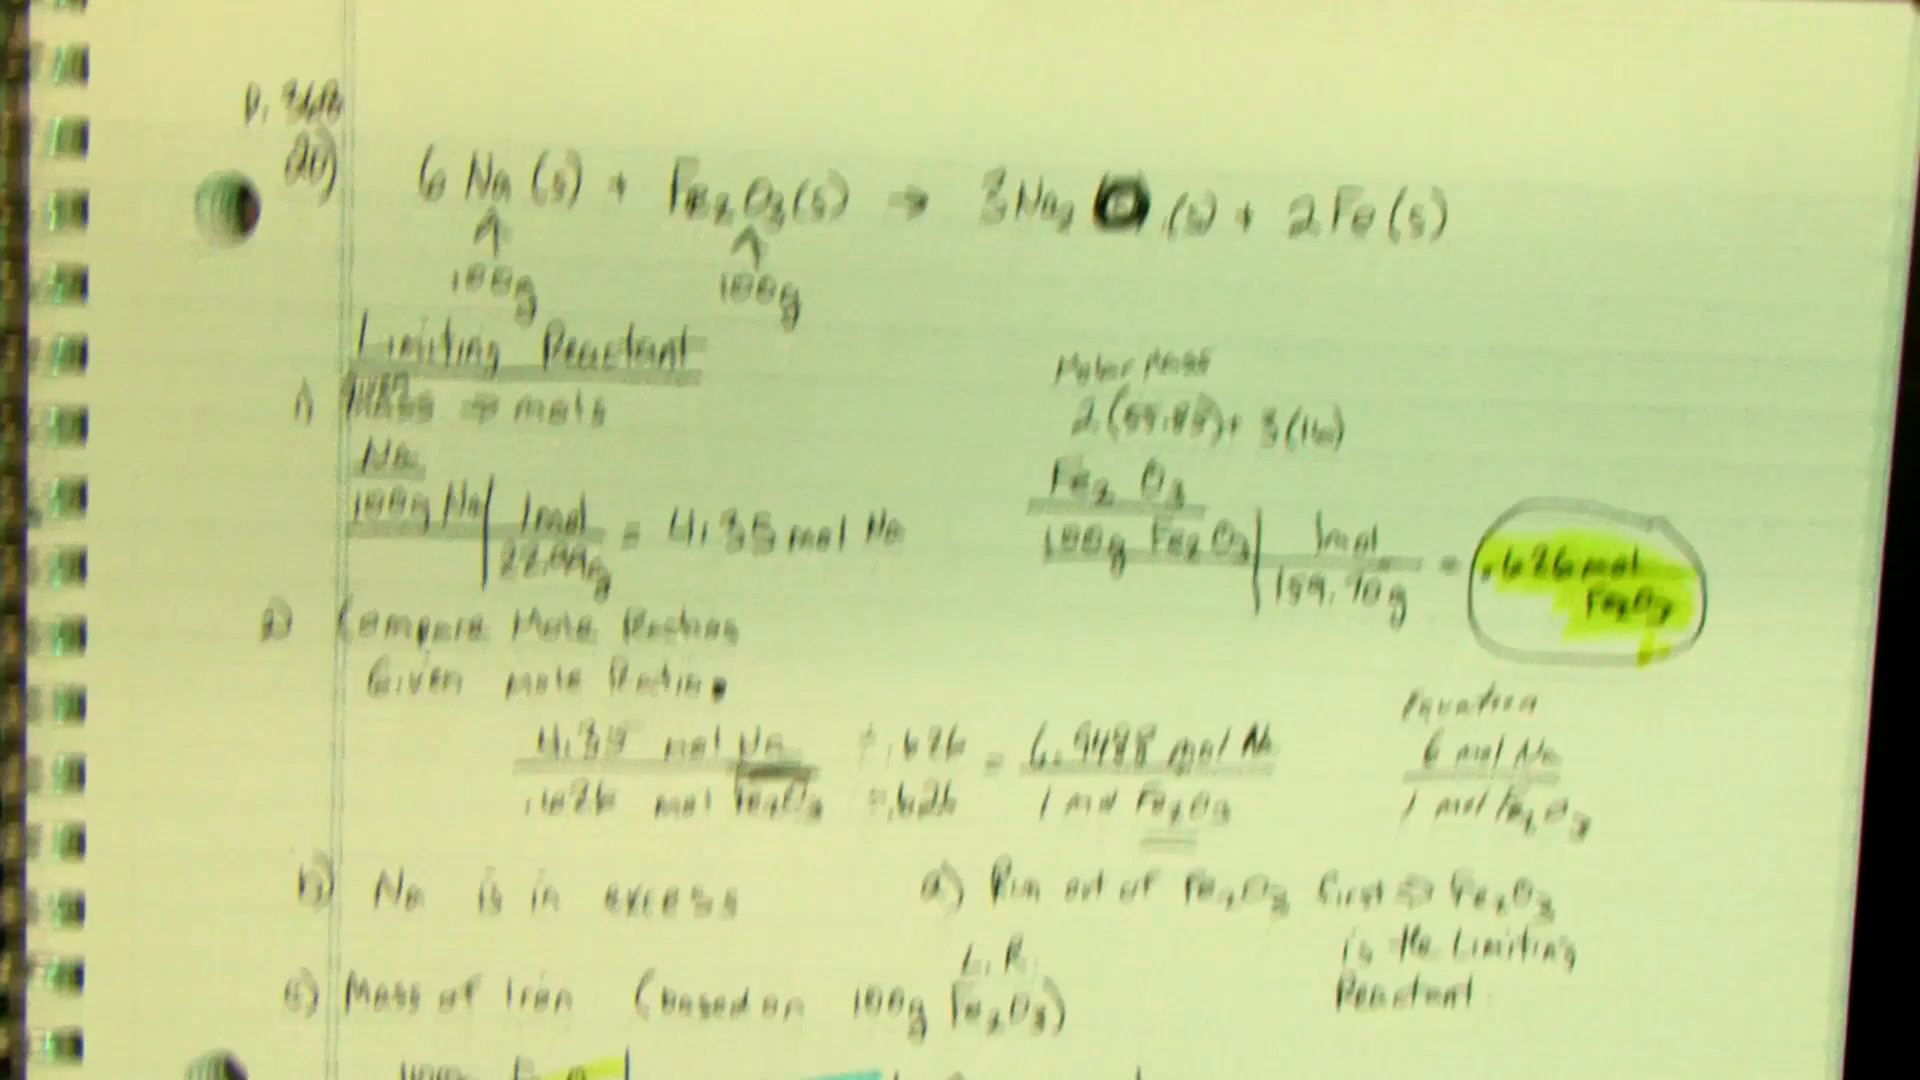 20)
6 Na (s) + Fe₂O₃(s) → 3Na₂ O (s) + 2Fe(s)
100g 100g
Limiting Reactant
Molar Mass
1) Mass → mols
2(55.85)+ 3(16)
Na
Fe₂ O₃
100g Na | 1mol = 4.35 mol Na
22.99g
100g Fe₂O₃ | 1mol = .626 mol Fe₂O₃
159.70g
2) Compare Mole Ratios
Given Mole Ratio
Equation
4.35 mol Na ÷ .626 = 6.9488 mol Na
.626 mol Fe₂O₃ ÷ .626 1 mol Fe₂O₃
6 mol Na
1 mol Fe₂O₃
b) Na is in excess
a) Run out of Fe₂O₃ first ⇒ Fe₂O₃
is the Limiting
Reactant
L.R.
c) Mass of Iron (based on 100g Fe₂O₃)